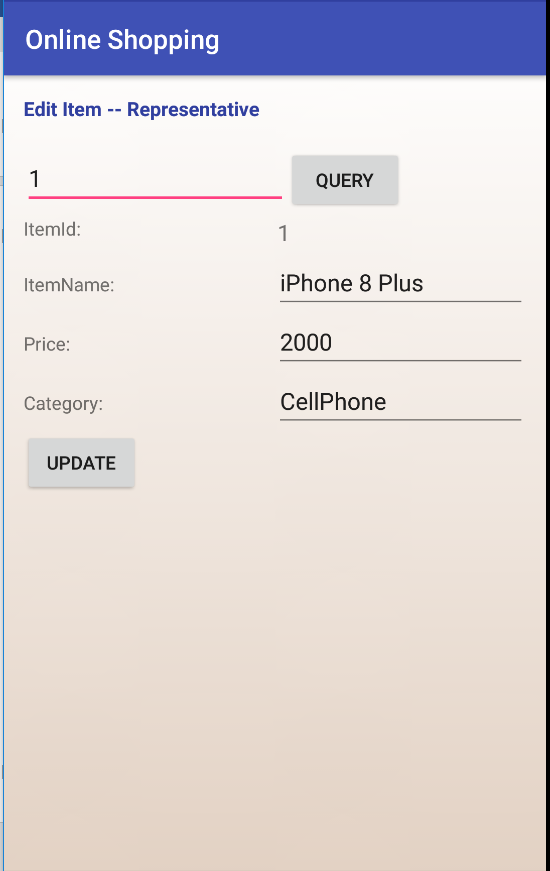 Online Shopping
Edit Item -- Representative
1 QUERY
ItemId: 1
ItemName: iPhone 8 Plus
Price: 2000
Category: CellPhone
UPDATE